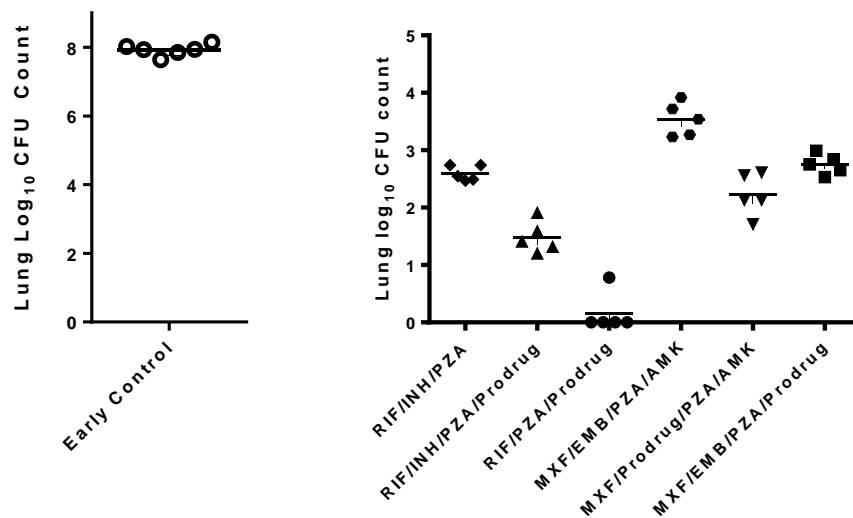 Lung Log10 CFU Count
8
6
4
2
0
Early Control
Lung log10 CFU count
5
4
3
2
1
0
RIF/INH/PZA
RIF/INH/PZA/Prodrug
RIF/PZA/Prodrug
MXF/EMB/PZA/AMK
MXF/Prodrug/PZA/AMK
MXF/EMB/PZA/Prodrug